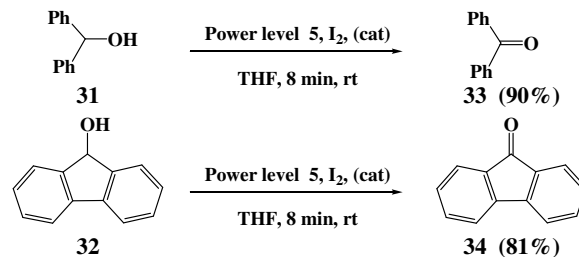 Ph
OH
Ph
31
Power level 5, I2, (cat)
THF, 8 min, rt
Ph
O
Ph
33 (90%)
OH
32
Power level 5, I2, (cat)
THF, 8 min, rt
O
34 (81%)